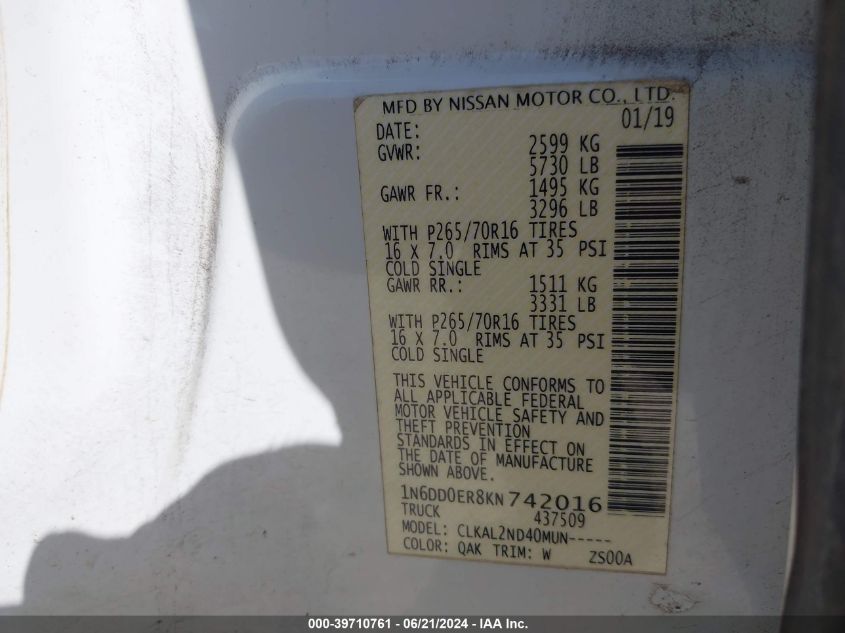 MFD BY NISSAN MOTOR CO., LTD.
DATE: 01/19
GVWR: 2599 KG
5730 LB
GAWR FR.: 1495 KG
3296 LB
WITH P265/70R16 TIRES
16 X 7.0 RIMS AT 35 PSI
COLD SINGLE
GAWR RR.: 1511 KG
3331 LB
WITH P265/70R16 TIRES
16 X 7.0 RIMS AT 35 PSI
COLD SINGLE
THIS VEHICLE CONFORMS TO
ALL APPLICABLE FEDERAL
MOTOR VEHICLE SAFETY AND
THEFT PREVENTION
STANDARDS IN EFFECT ON
THE DATE OF MANUFACTURE
SHOWN ABOVE.
1N6DD0ER8KN742016
TRUCK 437509
MODEL: CLKAL2ND40MUN-----
COLOR: QAK TRIM: W ZS00A
000-39710761 - 06/21/2024 - COPYRIGHT IAA, LLC.